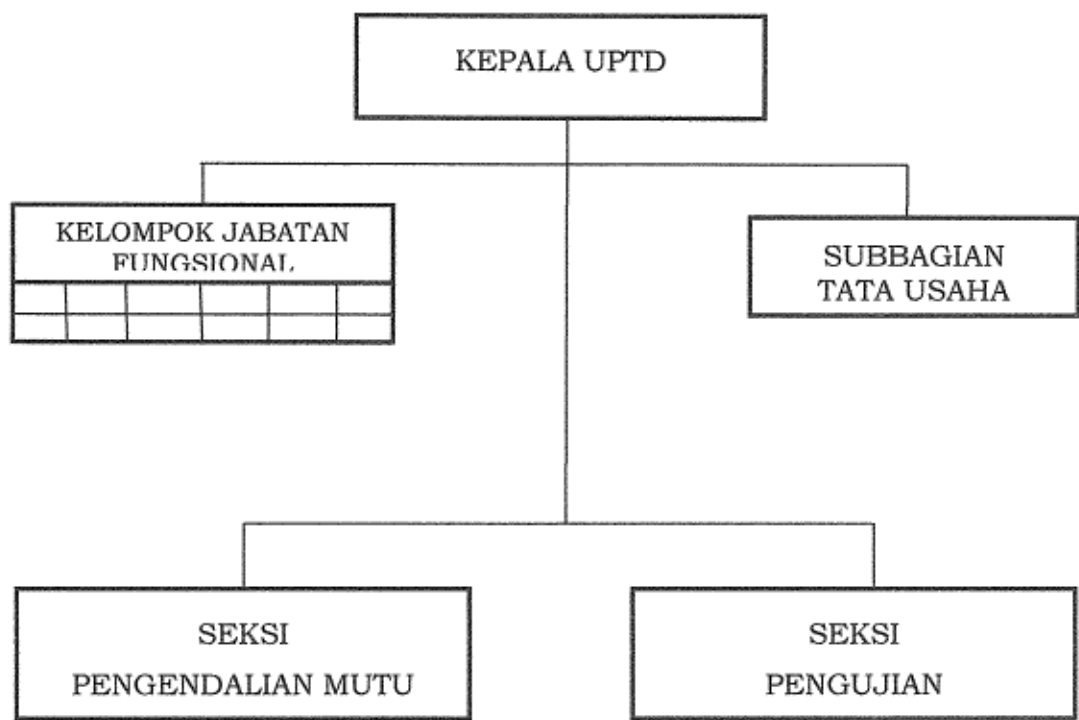 KEPALA UPTD
KELOMPOK JABATAN
FUNGSIONAL
SUBBAGIAN
TATA USAHA
SEKSI
PENGENDALIAN MUTU
SEKSI
PENGUJIAN